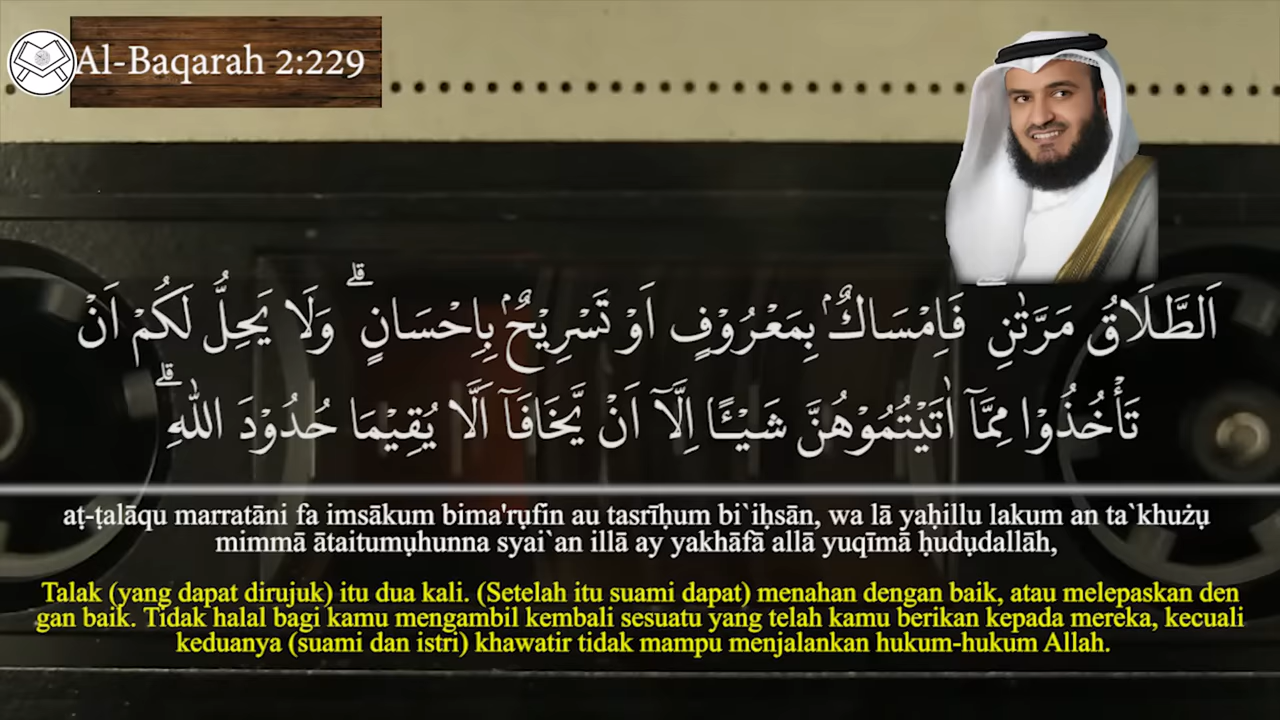 Al-Baqarah 2:229
اَلطَّلَاقُ مَرَّتٰنِ ۖ فَاِمْسَاكٌ ۢ بِمَعْرُوْفٍ اَوْ تَسْرِيْحٌ ۢ بِاِحْسَانٍ ۗ وَلَا يَحِلُّ لَكُمْ اَنْ
تَأْخُذُوْا مِمَّآ اٰتَيْتُمُوْهُنَّ شَيْـًٔا اِلَّآ اَنْ يَّخَافَآ اَلَّا يُقِيْمَا حُدُوْدَ اللّٰهِ ۗ
aṭ-ṭalāqu marratāni fa imsākum bima'rụfin au tasrīḥum bi`iḥsān, wa lā yaḥillu lakum an ta`khużụ
mimmā ātaitumụhunna syai`an illā ay yakhāfā allā yuqīmā ḥudụdallāh,
Talak (yang dapat dirujuk) itu dua kali. (Setelah itu suami dapat) menahan dengan baik, atau melepaskan den
gan baik. Tidak halal bagi kamu mengambil kembali sesuatu yang telah kamu berikan kepada mereka, kecuali
keduanya (suami dan istri) khawatir tidak mampu menjalankan hukum-hukum Allah.